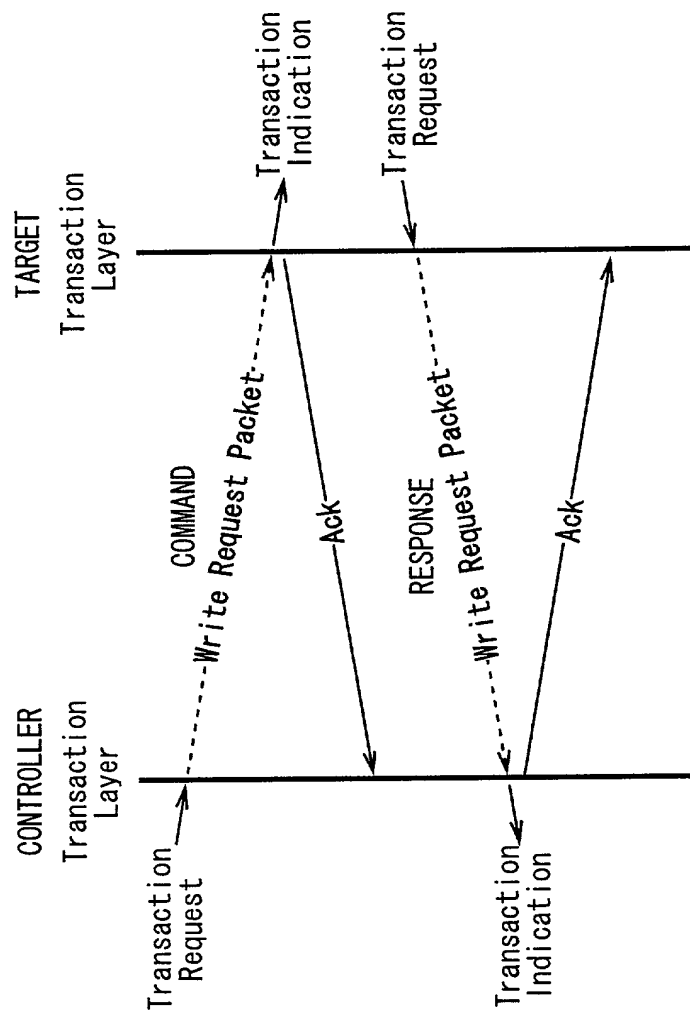 CONTROLLER
Transaction
Layer
TARGET
Transaction
Layer
Transaction
Request
COMMAND
Write Request Packet
Transaction
Indication
Ack
Transaction
Request
RESPONSE
Write Request Packet
Transaction
Indication
Ack